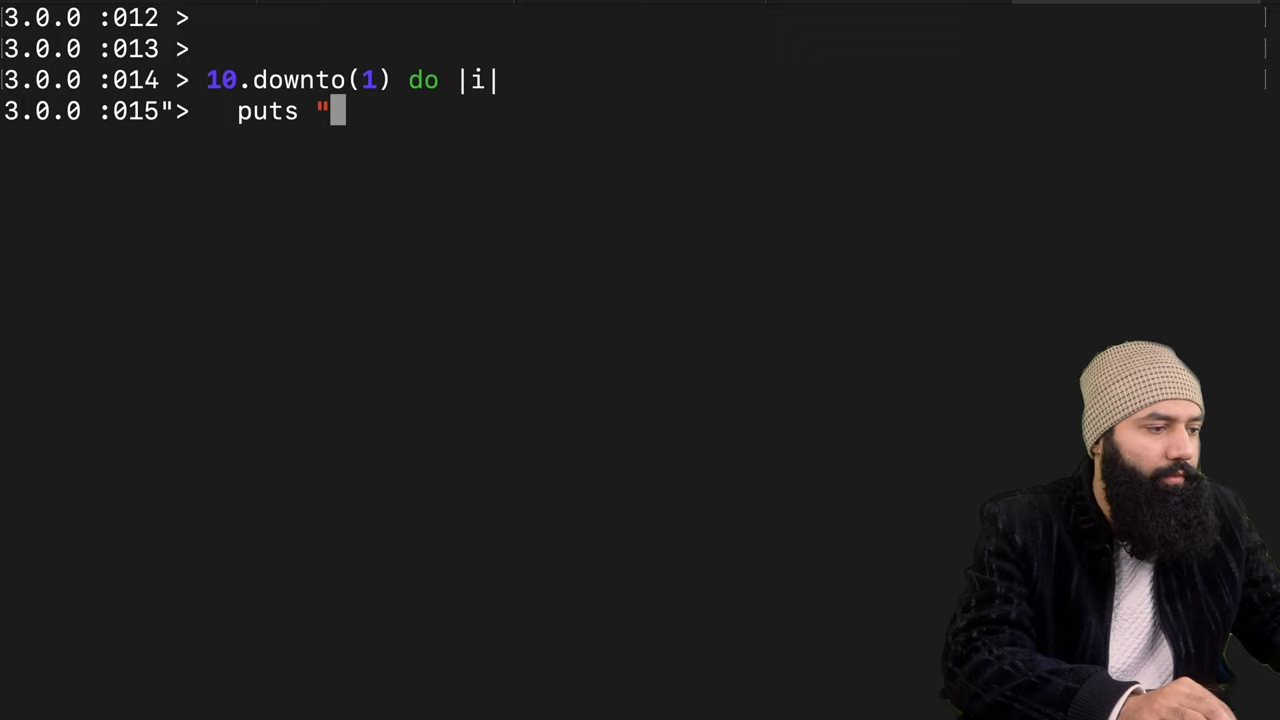 3.0.0 :012 >
3.0.0 :013 >
3.0.0 :014 > 10.downto(1) do |i|
3.0.0 :015">   puts "